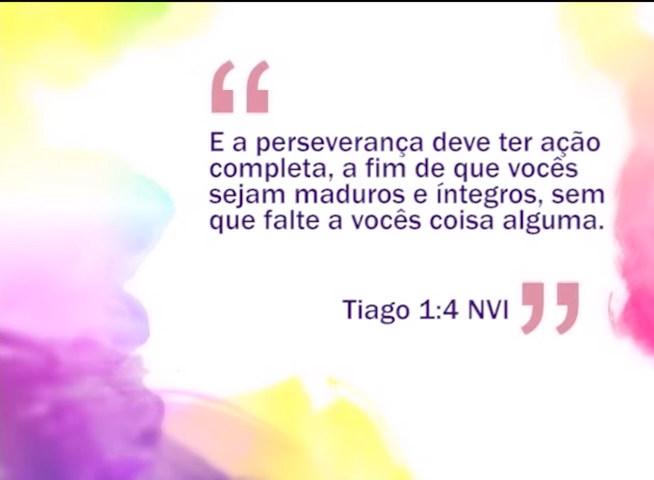 “
E a perseverança deve ter ação
completa, a fim de que vocês
sejam maduros e íntegros, sem
que falte a vocês coisa alguma.
Tiago 1:4 NVI ”